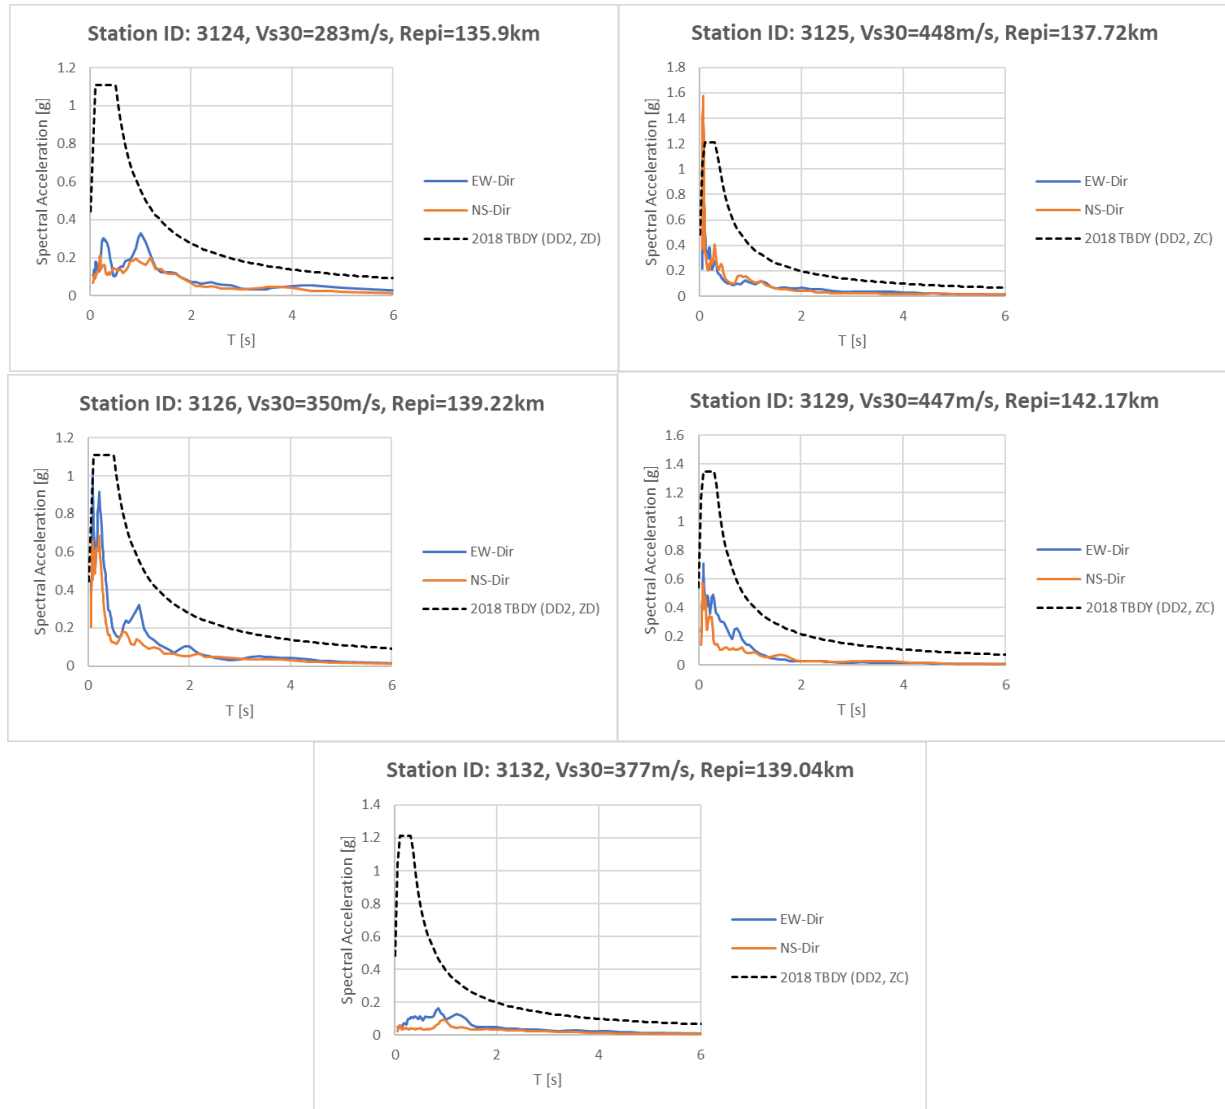 Station ID: 3124, Vs30=283m/s, Repi=135.9km
1.2
1
0.8
0.6
0.4
0.2
0
Spectral Acceleration [g]
0 2 4 6
T [s]
EW-Dir
NS-Dir
2018 TBDY (DD2, ZD)
Station ID: 3125, Vs30=448m/s, Repi=137.72km
1.8
1.6
1.4
1.2
1
0.8
0.6
0.4
0.2
0
Spectral Acceleration [g]
0 2 4 6
T [s]
EW-Dir
NS-Dir
2018 TBDY (DD2, ZC)
Station ID: 3126, Vs30=350m/s, Repi=139.22km
1.2
1
0.8
0.6
0.4
0.2
0
Spectral Acceleration [g]
0 2 4 6
T [s]
EW-Dir
NS-Dir
2018 TBDY (DD2, ZD)
Station ID: 3129, Vs30=447m/s, Repi=142.17km
1.6
1.4
1.2
1
0.8
0.6
0.4
0.2
0
Spectral Acceleration [g]
0 2 4 6
T [s]
EW-Dir
NS-Dir
2018 TBDY (DD2, ZC)
Station ID: 3132, Vs30=377m/s, Repi=139.04km
1.4
1.2
1
0.8
0.6
0.4
0.2
0
Spectral Acceleration [g]
0 2 4 6
T [s]
EW-Dir
NS-Dir
2018 TBDY (DD2, ZC)